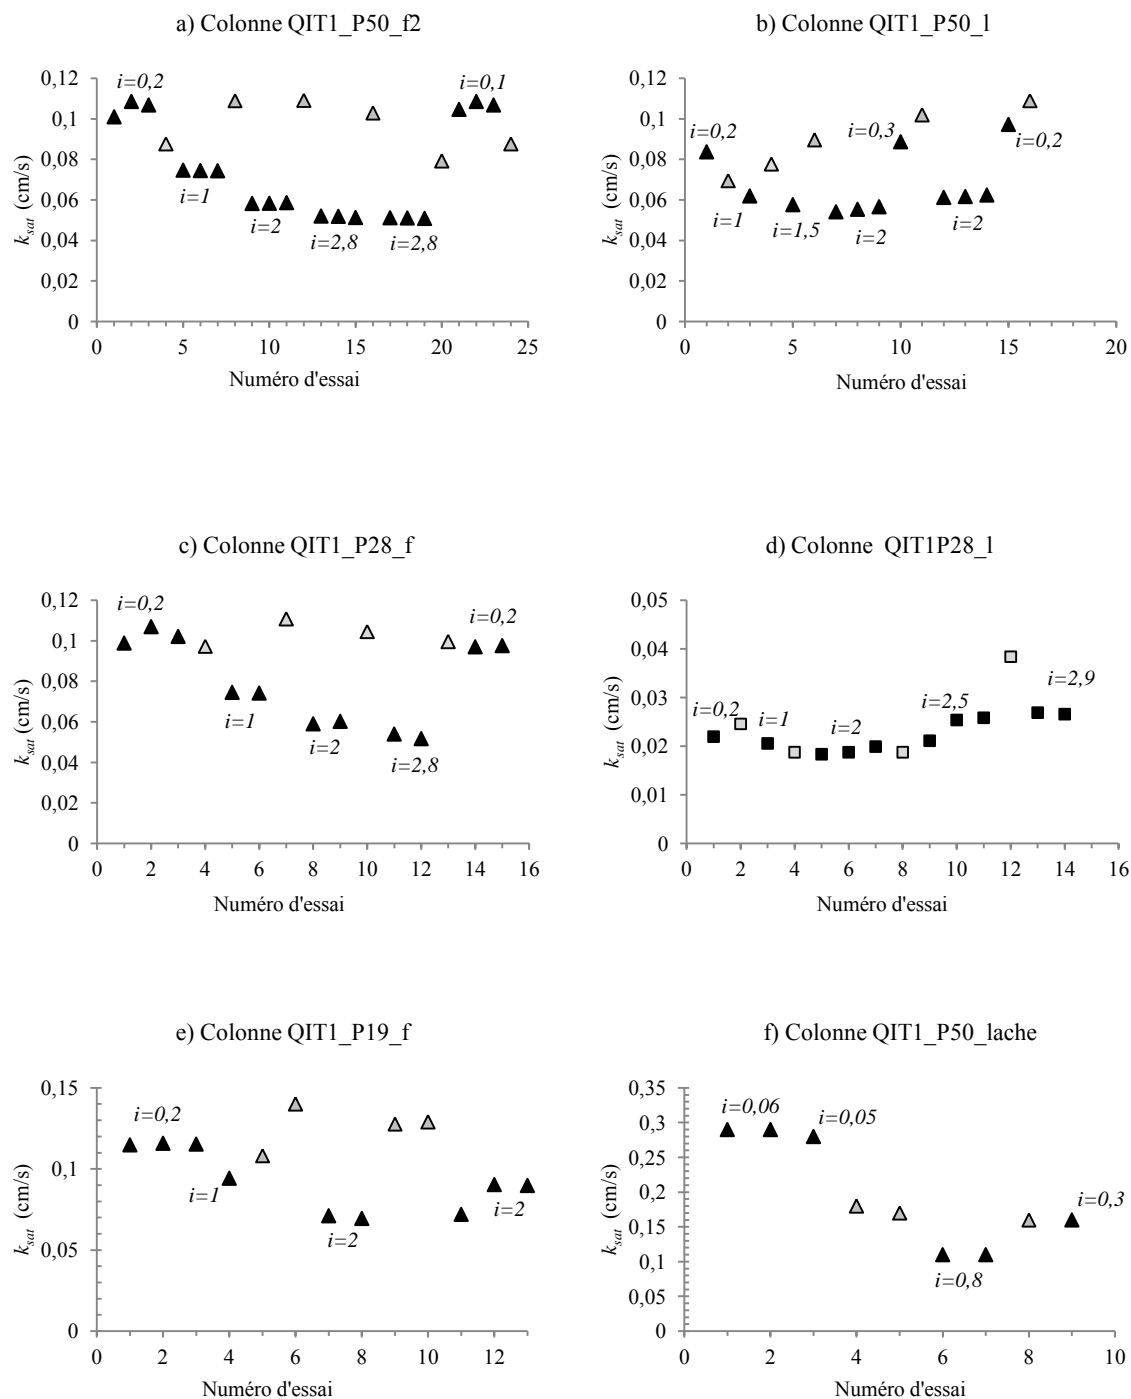 a) Colonne QIT1_P50_f2
0,12
0,1
0,08
0,06
0,04
0,02
0
k_sat (cm/s)
i=0,2
i=1
i=2
i=2,8
i=2,8
i=0,1
0 5 10 15 20 25
Numéro d'essai
b) Colonne QIT1_P50_l
0,12
0,1
0,08
0,06
0,04
0,02
0
k_sat (cm/s)
i=0,2
i=1
i=1,5
i=2
i=0,3
i=2
i=0,2
0 5 10 15 20
Numéro d'essai
c) Colonne QIT1_P28_f
0,12
0,1
0,08
0,06
0,04
0,02
0
k_sat (cm/s)
i=0,2
i=1
i=2
i=2,8
i=0,2
0 2 4 6 8 10 12 14 16
Numéro d'essai
d) Colonne QIT1P28_l
0,05
0,04
0,03
0,02
0,01
0
k_sat (cm/s)
i=0,2
i=1
i=2
i=2,5
i=2,9
0 2 4 6 8 10 12 14 16
Numéro d'essai
e) Colonne QIT1_P19_f
0,15
0,1
0,05
0
k_sat (cm/s)
i=0,2
i=1
i=2
i=2
0 2 4 6 8 10 12
Numéro d'essai
f) Colonne QIT1_P50_lache
0,35
0,3
0,25
0,2
0,15
0,1
0,05
0
k_sat (cm/s)
i=0,06
i=0,05
i=0,8
i=0,3
0 2 4 6 8 10
Numéro d'essai